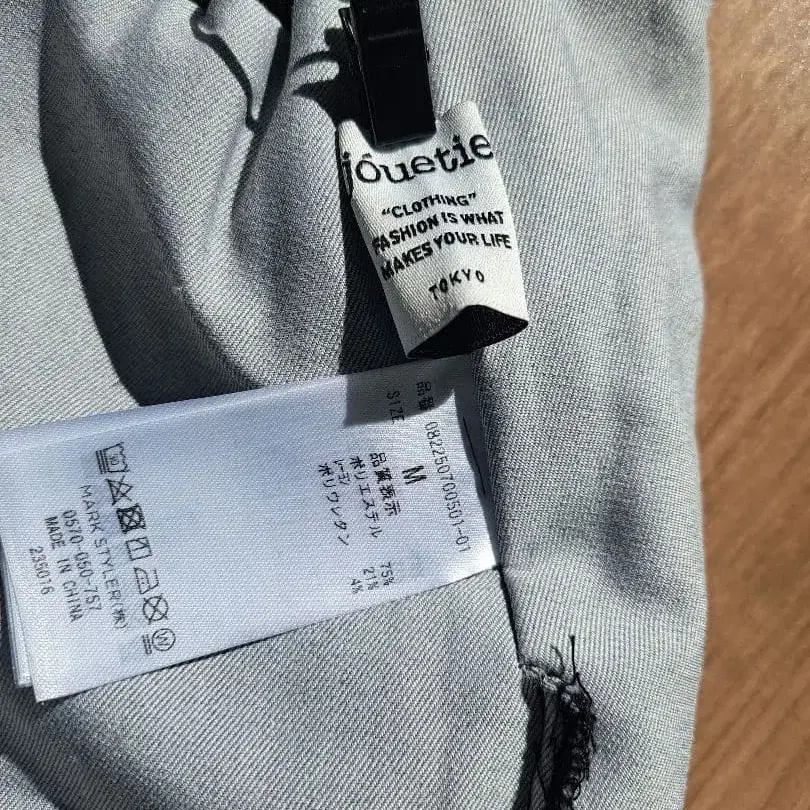 jouetie
“CLOTHING”
FASHION IS WHAT
MAKES YOUR LIFE
TOKYO
品番 082250700501-01
SIZE M
品質表示
ポリエステル 75%
レーヨン 21%
ポリウレタン 4%
MARK STYLER(株)
0570-050-757
MADE IN CHINA
235016